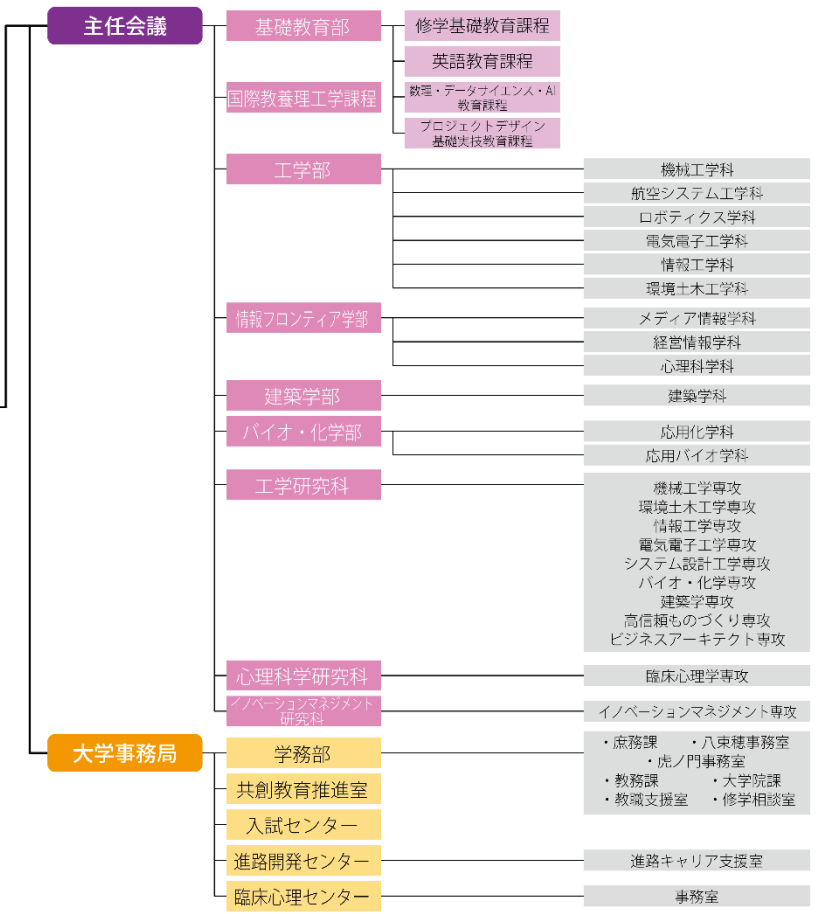 主任会議
基礎教育部
修学基礎教育課程
英語教育課程
国際教養理工学課程
数理・データサイエンス・AI
教育課程
プロジェクトデザイン
基礎実技教育課程
工学部
機械工学科
航空システム工学科
ロボティクス学科
電気電子工学科
情報工学科
環境土木工学科
情報フロンティア学部
メディア情報学科
経営情報学科
心理科学科
建築学部
建築学科
バイオ・化学部
応用化学科
応用バイオ学科
工学研究科
機械工学専攻
環境土木工学専攻
情報工学専攻
電気電子工学専攻
システム設計工学専攻
バイオ・化学専攻
建築学専攻
高信頼ものづくり専攻
ビジネスアーキテクト専攻
心理科学研究科
臨床心理学専攻
イノベーションマネジメント
研究科
イノベーションマネジメント専攻
大学事務局
学務部
・庶務課 ・八束穂事務室
・虎ノ門事務室
・教務課 ・大学院課
・教職支援室 ・修学相談室
共創教育推進室
入試センター
進路開発センター
進路キャリア支援室
臨床心理センター
事務室